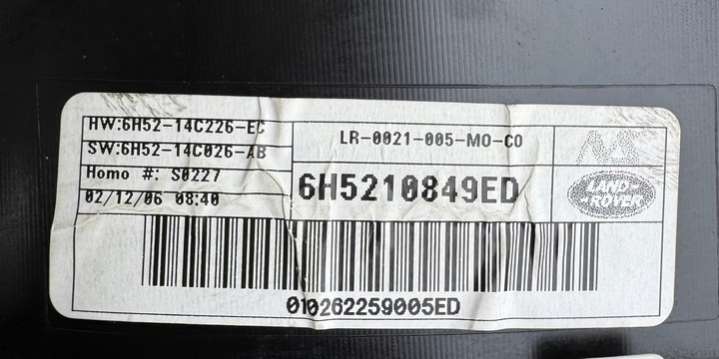 HW:6H52-14C226-EC
SW:6H52-14C026-AB
Homo #: S0227
02/12/06 08:40
LR-0021-005-MO-CO
6H5210849ED
LAND-
-ROVER
010262259005ED